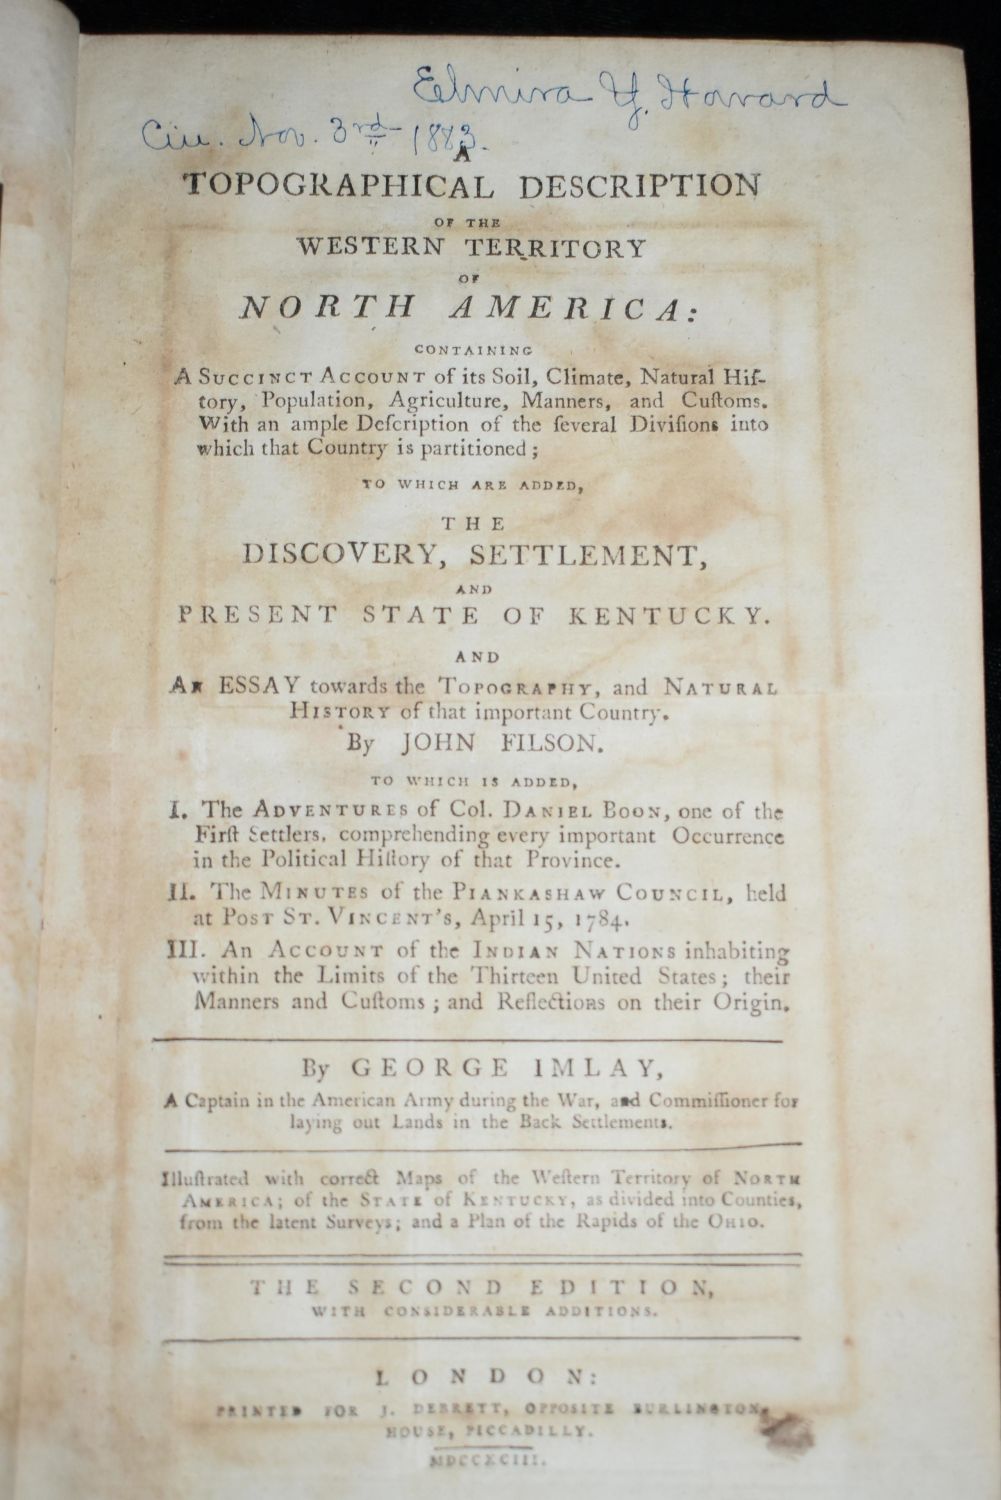 Elmira Y. Howard
Cin. Nov. 3rd 1883.
A
TOPOGRAPHICAL DESCRIPTION
OF THE
WESTERN TERRITORY
OF
NORTH AMERICA:
CONTAINING
A SUCCINCT ACCOUNT of its Soil, Climate, Natural Hiſ-
tory, Population, Agriculture, Manners, and Cuſtoms.
With an ample Deſcription of the ſeveral Diviſions into
which that Country is partitioned;
TO WHICH ARE ADDED,
THE
DISCOVERY, SETTLEMENT,
AND
PRESENT STATE OF KENTUCKY.
AND
AN ESSAY towards the TOPOGRAPHY, and NATURAL
HISTORY of that important Country.
By JOHN FILSON.
TO WHICH IS ADDED,
I. The ADVENTURES of Col. DANIEL BOON, one of the
Firſt Settlers, comprehending every important Occurrence
in the Political Hiſtory of that Province.
II. The MINUTES of the PIANKASHAW COUNCIL, held
at POST ST. VINCENT'S, April 15, 1784.
III. An ACCOUNT of the INDIAN NATIONS inhabiting
within the Limits of the Thirteen United States; their
Manners and Cuſtoms; and Reflections on their Origin.
By GEORGE IMLAY,
A Captain in the American Army during the War, and Commiſſioner for
laying out Lands in the Back Settlements.
Illuſtrated with correct Maps of the Weſtern Territory of NORTH
AMERICA; of the STATE of KENTUCKY, as divided into Counties,
from the latent Surveys; and a Plan of the Rapids of the OHIO.
THE SECOND EDITION,
WITH CONSIDERABLE ADDITIONS.
LONDON:
PRINTED FOR J. DEBRETT, OPPOSITE BURLINGTON
HOUSE, PICCADILLY.
MDCCXCIII.